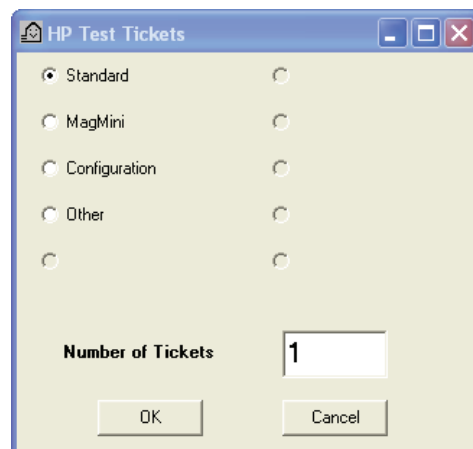 HP Test Tickets
Standard
MagMini
Configuration
Other
Number of Tickets 1
OK Cancel